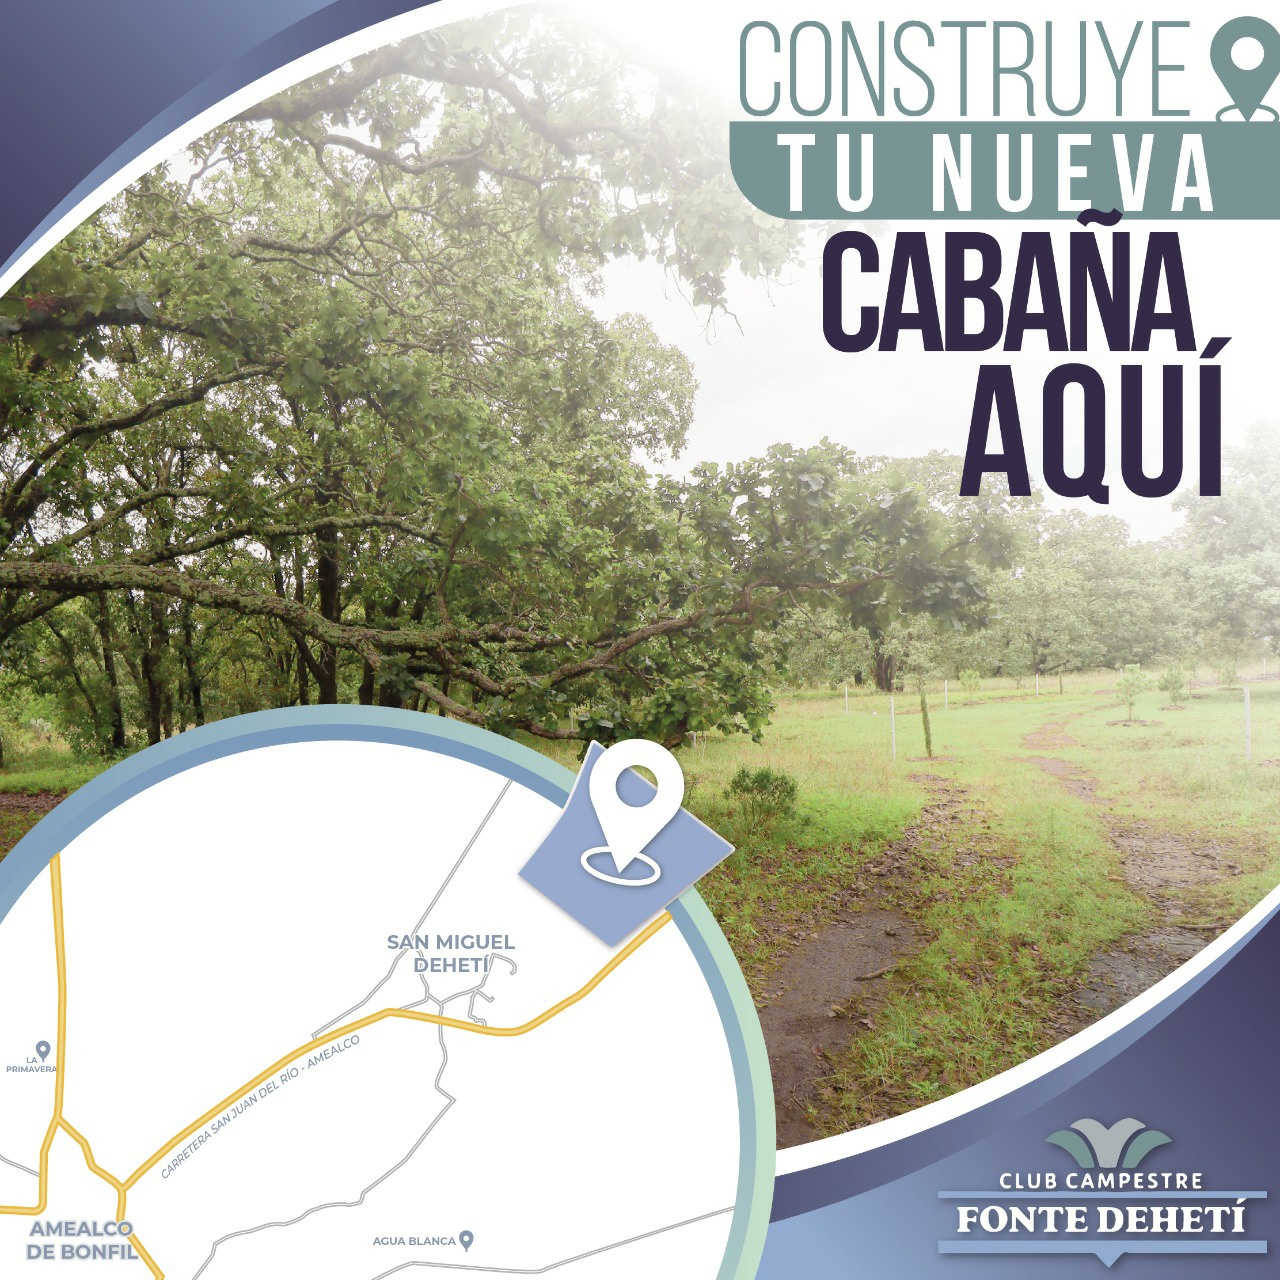 CONSTRUYE
TU NUEVA
CABAÑA
AQUÍ
SAN MIGUEL
DEHETÍ
LA
PRIMAVERA
CARRETERA SAN JUAN DEL RÍO - AMEALCO
AMEALCO
DE BONFIL
AGUA BLANCA
CLUB CAMPESTRE
FONTE DEHETÍ